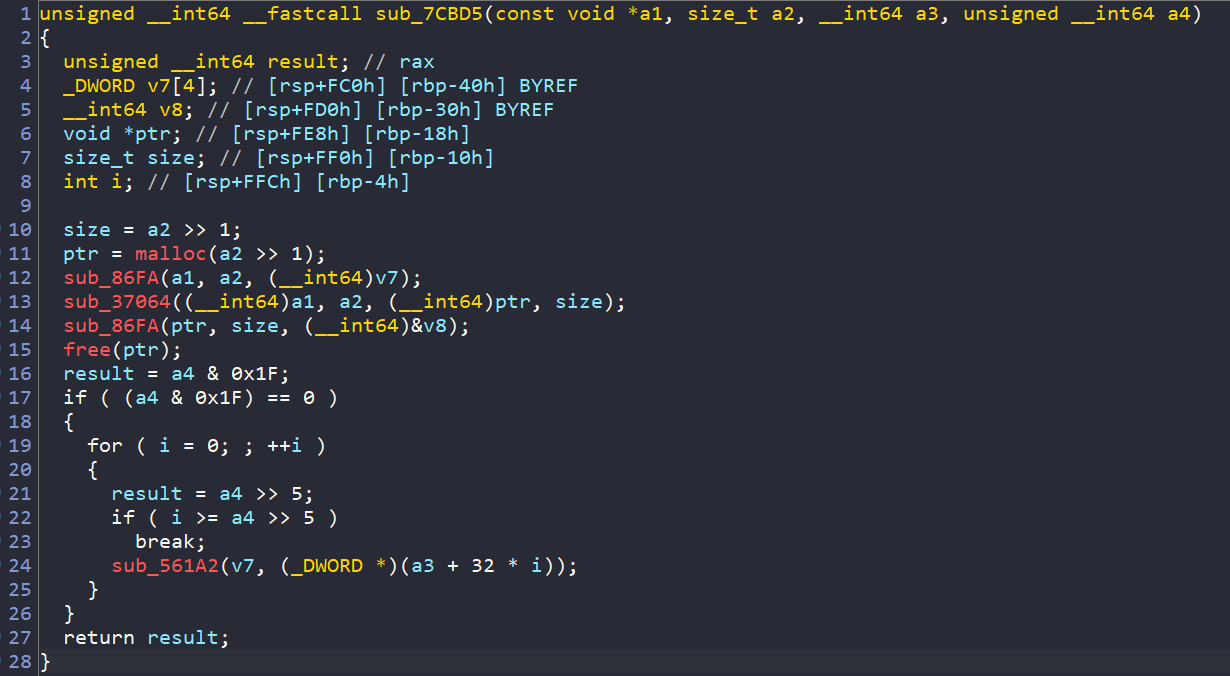 1 unsigned __int64 __fastcall sub_7CBD5(const void *a1, size_t a2, __int64 a3, unsigned __int64 a4)
2 {
3   unsigned __int64 result; // rax
4   _DWORD v7[4]; // [rsp+FC0h] [rbp-40h] BYREF
5   __int64 v8; // [rsp+FD0h] [rbp-30h] BYREF
6   void *ptr; // [rsp+FE8h] [rbp-18h]
7   size_t size; // [rsp+FF0h] [rbp-10h]
8   int i; // [rsp+FFCh] [rbp-4h]
9
10   size = a2 >> 1;
11   ptr = malloc(a2 >> 1);
12   sub_86FA(a1, a2, (__int64)v7);
13   sub_37064((__int64)a1, a2, (__int64)ptr, size);
14   sub_86FA(ptr, size, (__int64)&v8);
15   free(ptr);
16   result = a4 & 0x1F;
17   if ( (a4 & 0x1F) == 0 )
18   {
19     for ( i = 0; ; ++i )
20     {
21       result = a4 >> 5;
22       if ( i >= a4 >> 5 )
23         break;
24       sub_561A2(v7, (_DWORD *)(a3 + 32 * i));
25     }
26   }
27   return result;
28 }